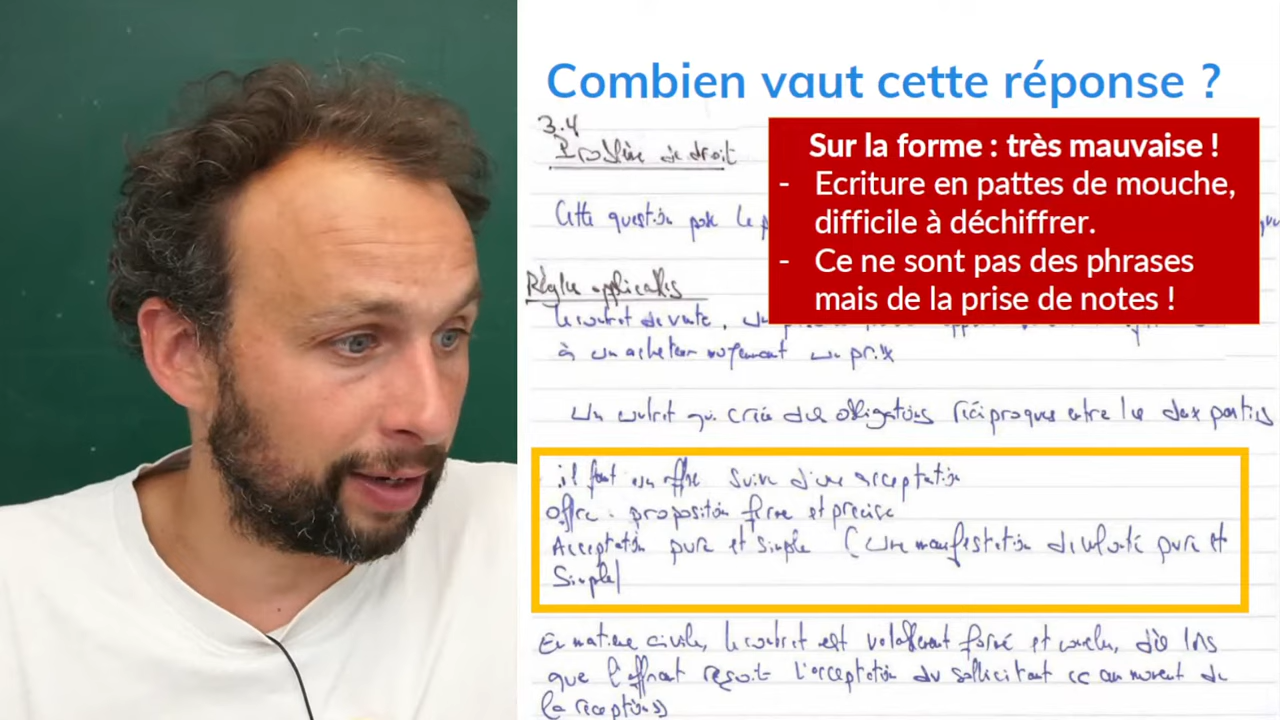 Combien vaut cette réponse ?
3.4
Problème de droit
Sur la forme : très mauvaise !
- Ecriture en pattes de mouche,
difficile à déchiffrer.
- Ce ne sont pas des phrases
mais de la prise de notes !
Cette question pose le
Règles applicables
le contrat de vente,
à un acheteur moyennant un prix
Un contrat qui crée des obligations réciproques entre les deux parties
il faut un offre suivi d'une acceptation
offre : proposition ferme et précise
Acceptation pure et simple (une manifestation de volonté pure et
simple)
En matière civile, le contrat est valablement formé et conclu, dès lors
que l'offrant reçoit l'acceptation du sollicitant au moment de
la réception)